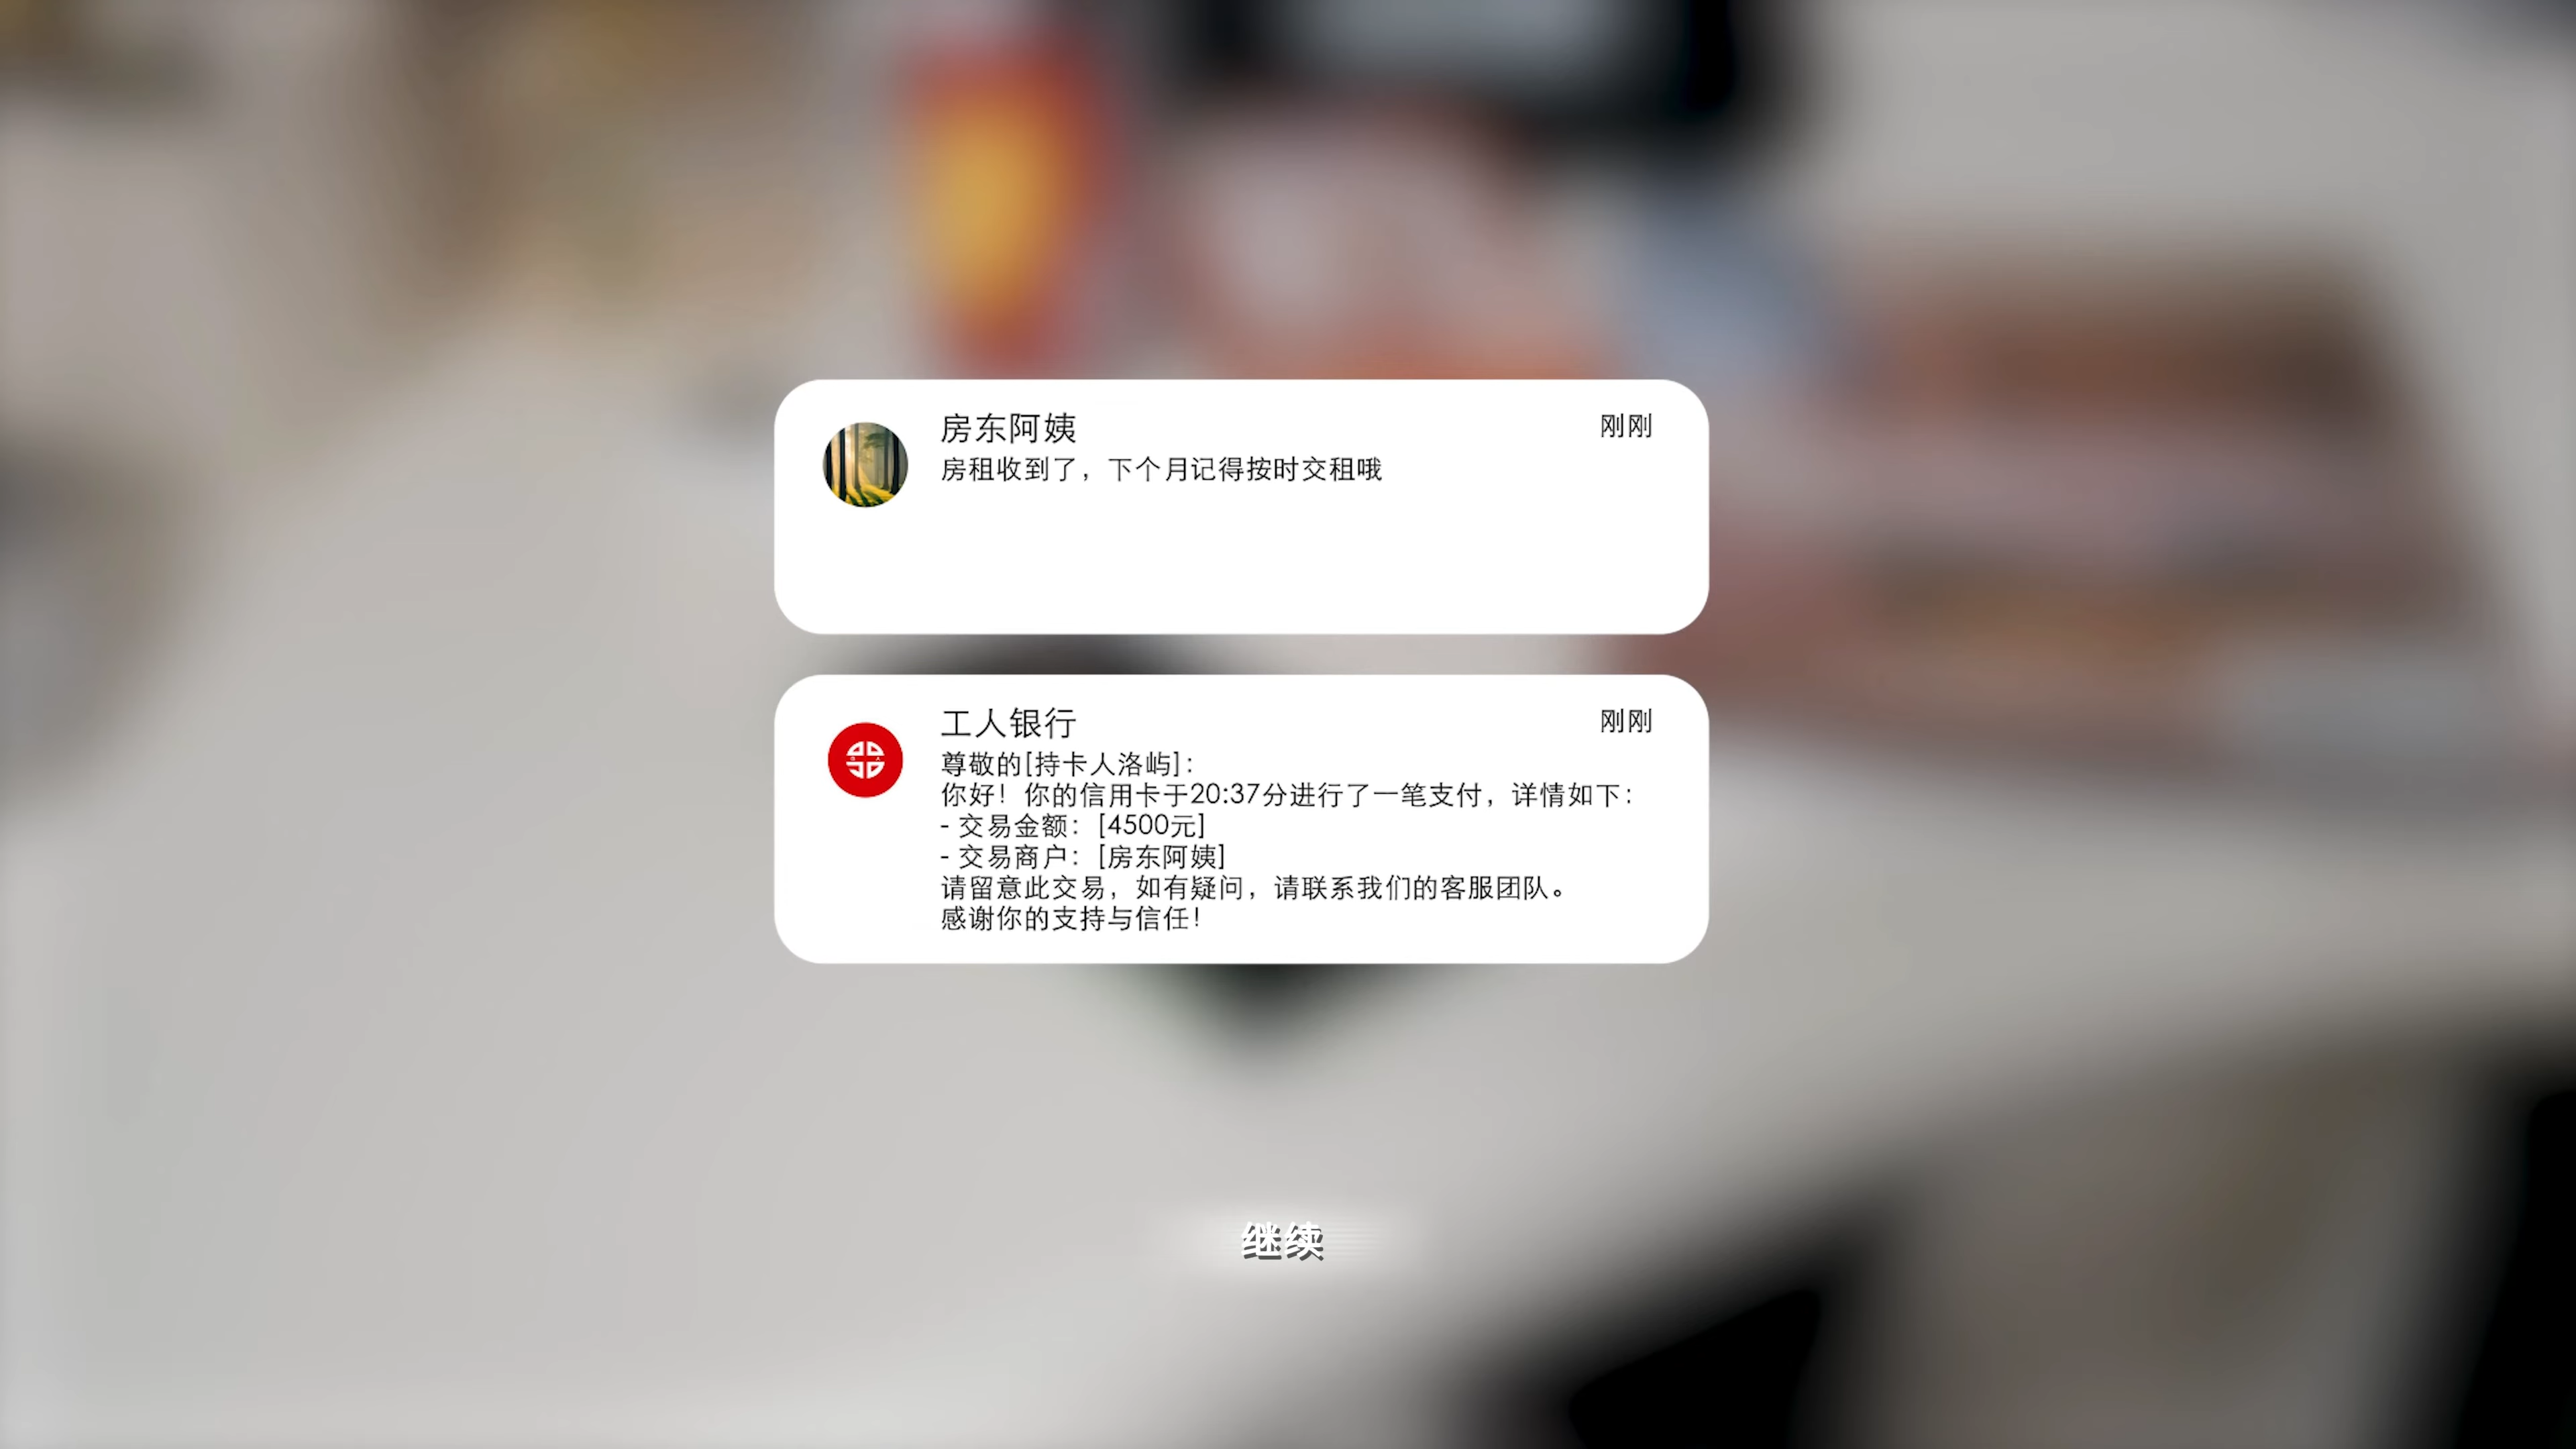 房东阿姨
刚刚
房租收到了，下个月记得按时交租哦
工人银行
刚刚
尊敬的[持卡人洛屿]：
你好！你的信用卡于20:37分进行了一笔支付，详情如下：
- 交易金额：[4500元]
- 交易商户：[房东阿姨]
请留意此交易，如有疑问，请联系我们的客服团队。
感谢你的支持与信任！
继续